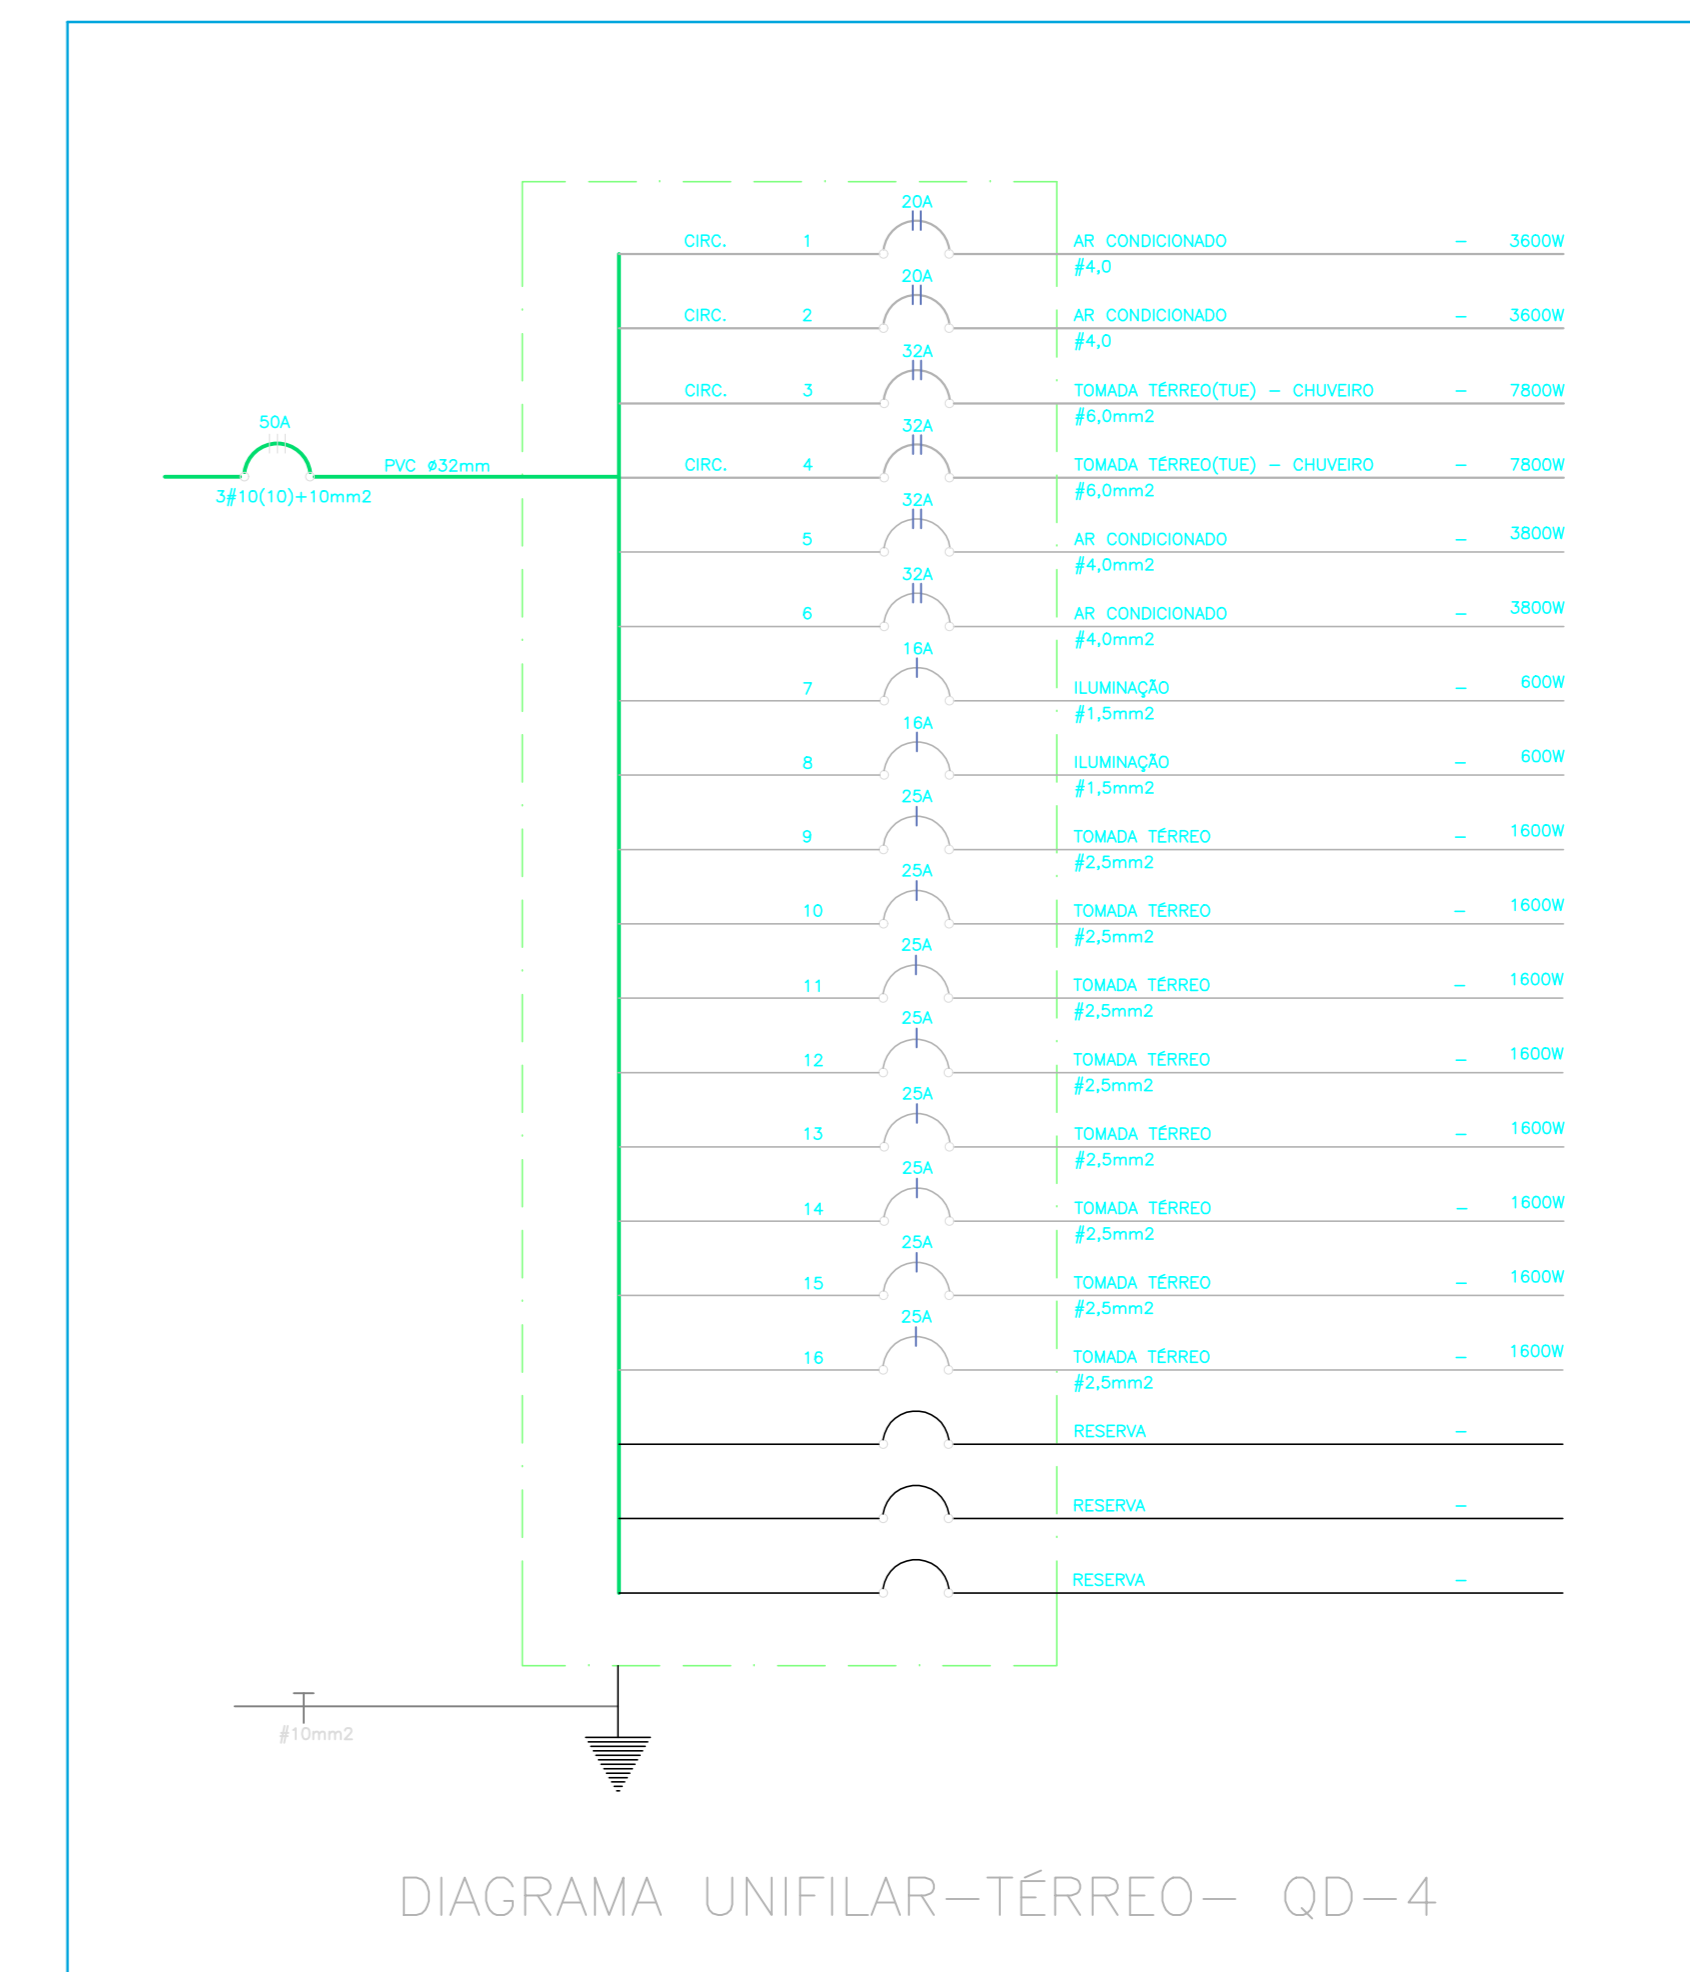 20A
CIRC. 1 AR CONDICIONADO – 3600W
#4,0
20A
CIRC. 2 AR CONDICIONADO – 3600W
#4,0
32A
CIRC. 3 TOMADA TÉRREO(TUE) – CHUVEIRO – 7800W
#6,0mm2
32A
50A
CIRC. 4 TOMADA TÉRREO(TUE) – CHUVEIRO – 7800W
PVC ø32mm
#6,0mm2
3#10(10)+10mm2
32A
5 AR CONDICIONADO – 3800W
#4,0mm2
32A
6 AR CONDICIONADO – 3800W
#4,0mm2
16A
7 ILUMINAÇÃO – 600W
#1,5mm2
16A
8 ILUMINAÇÃO – 600W
#1,5mm2
25A
9 TOMADA TÉRREO – 1600W
#2,5mm2
25A
10 TOMADA TÉRREO – 1600W
#2,5mm2
25A
11 TOMADA TÉRREO – 1600W
#2,5mm2
25A
12 TOMADA TÉRREO – 1600W
#2,5mm2
25A
13 TOMADA TÉRREO – 1600W
#2,5mm2
25A
14 TOMADA TÉRREO – 1600W
#2,5mm2
25A
15 TOMADA TÉRREO – 1600W
#2,5mm2
25A
16 TOMADA TÉRREO – 1600W
#2,5mm2
RESERVA –
RESERVA –
RESERVA –
#10mm2
DIAGRAMA UNIFILAR–TÉRREO– QD–4